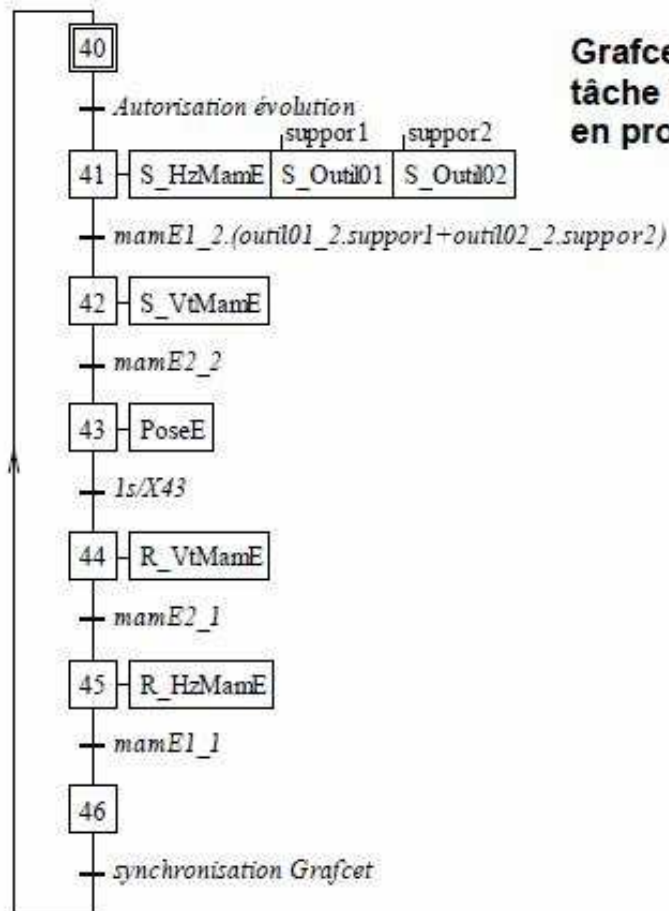 40
Grafce
tâche
en pro
Autorisation évolution
suppor1 suppor2
41 S_HzMamE S_Outil01 S_Outil02
mamE1_2.(outil01_2.suppor1+outil02_2.suppor2)
42 S_VtMamE
mamE2_2
43 PoseE
1s/X43
44 R_VtMamE
mamE2_1
45 R_HzMamE
mamE1_1
46
synchronisation Grafcet